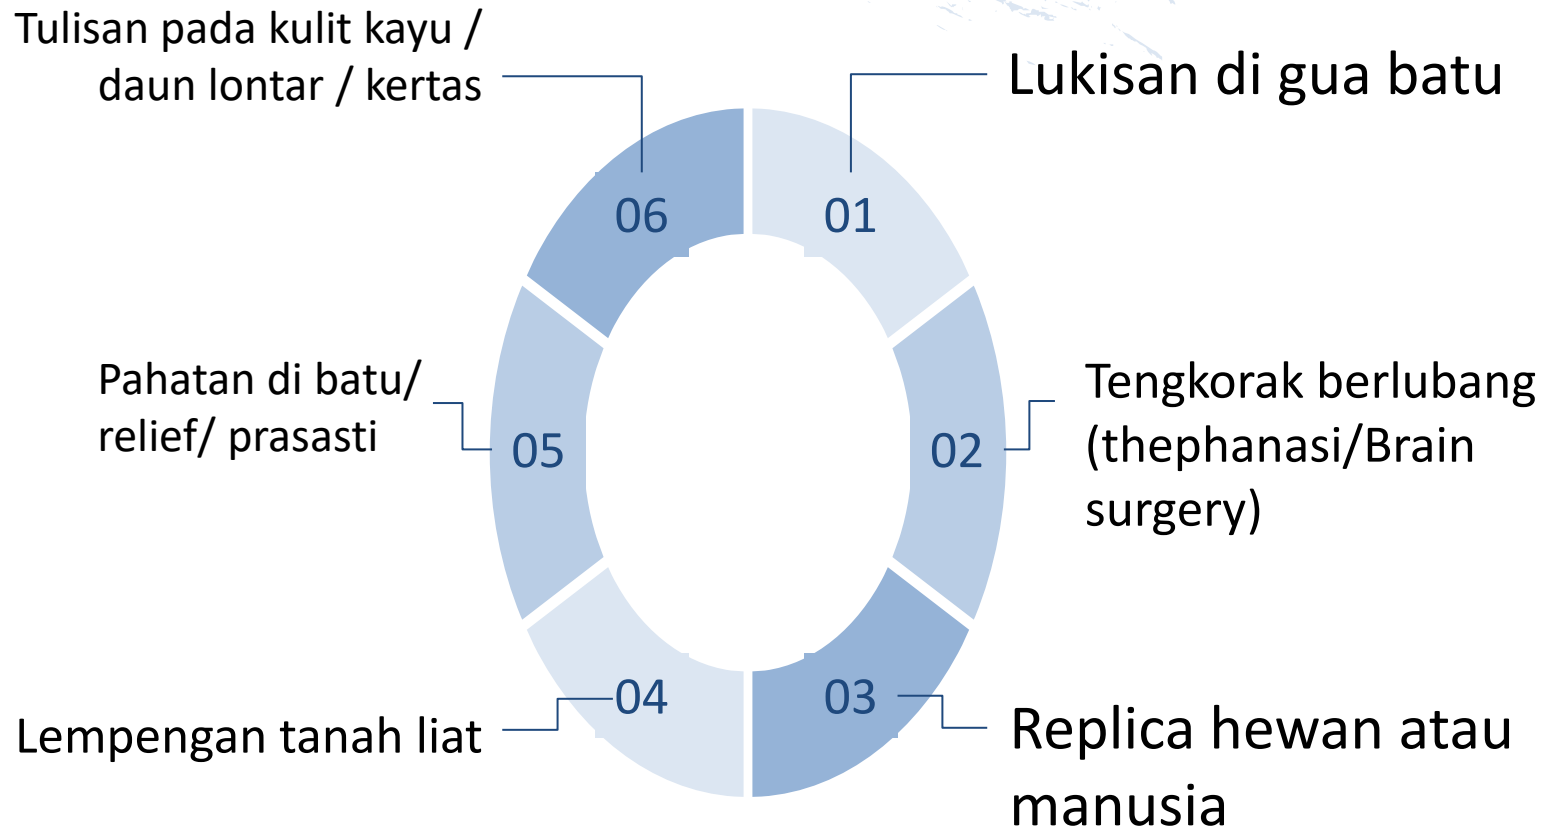 Tulisan pada kulit kayu /
daun lontar / kertas
Lukisan di gua batu
06
01
Pahatan di batu/
relief/ prasasti
05
02
Tengkorak berlubang
(thephanasi/Brain
surgery)
04
03
Lempengan tanah liat
Replica hewan atau
manusia